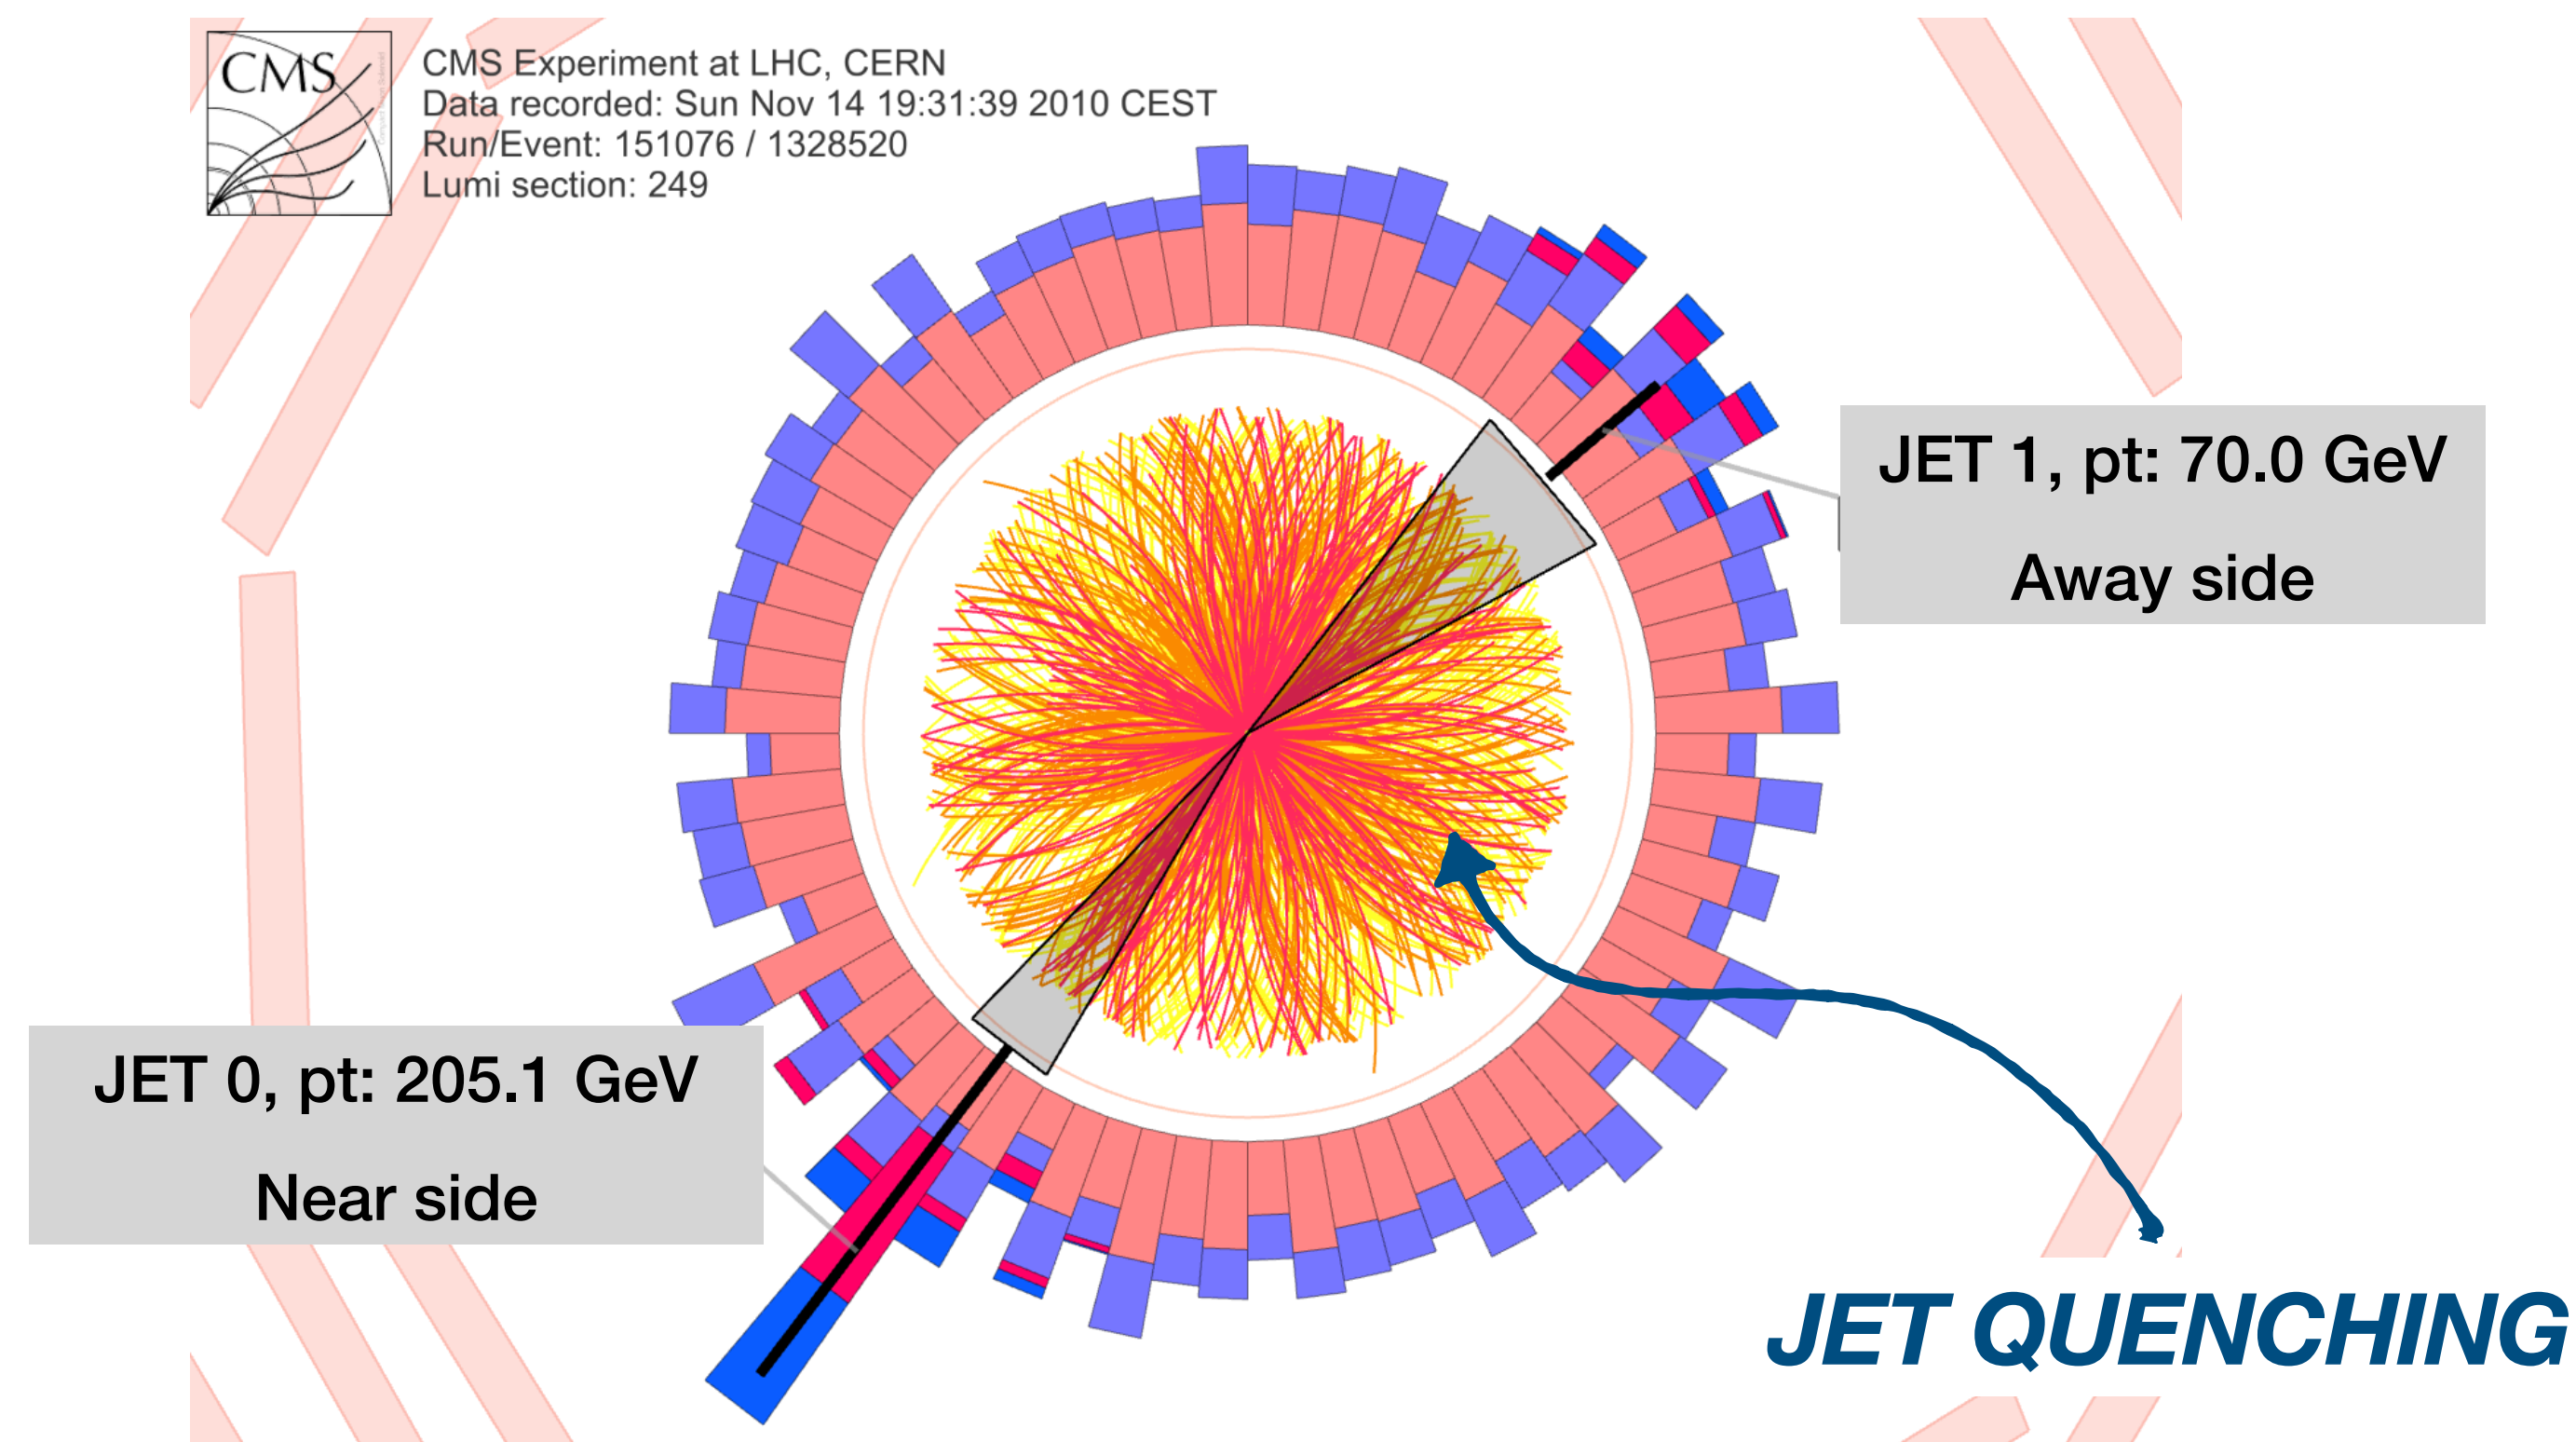 CMS
CMS Experiment at LHC, CERN
Data recorded: Sun Nov 14 19:31:39 2010 CEST
Run/Event: 151076 / 1328520
Lumi section: 249
JET 1, pt: 70.0 GeV
Away side
JET 0, pt: 205.1 GeV
Near side
JET QUENCHING